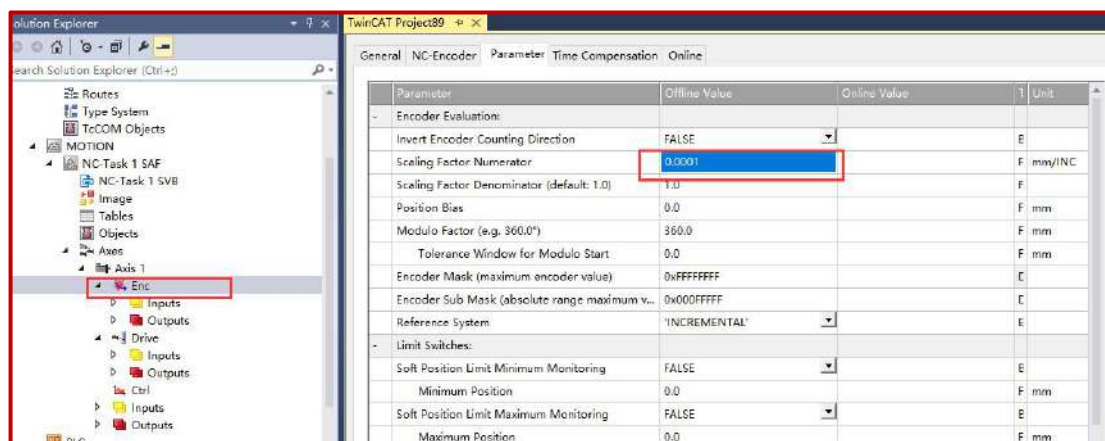 olution Explorer
earch Solution Explorer (Ctrl+;)
Routes
Type System
TcCOM Objects
MOTION
NC-Task 1 SAF
NC-Task 1 SVB
Image
Tables
Objects
Axes
Axis 1
Enc
Inputs
Outputs
Drive
Inputs
Outputs
Ctrl
Inputs
Outputs
TwinCAT Project89
General NC-Encoder Parameter Time Compensation Online
Parameter Offline Value Online Value T Unit
- Encoder Evaluation:
Invert Encoder Counting Direction FALSE E
Scaling Factor Numerator 0.0001 F mm/INC
Scaling Factor Denominator (default: 1.0) 1.0 F
Position Bias 0.0 F mm
Modulo Factor (e.g. 360.0°) 360.0 F mm
Tolerance Window for Modulo Start 0.0 F mm
Encoder Mask (maximum encoder value) 0xFFFFFFFF
Encoder Sub Mask (absolute range maximum v... 0x000FFFFF
Reference System 'INCREMENTAL' E
- Limit Switches:
Soft Position Limit Minimum Monitoring FALSE E
Minimum Position 0.0 F mm
Soft Position Limit Maximum Monitoring FALSE E
Maximum Position 0.0 F mm